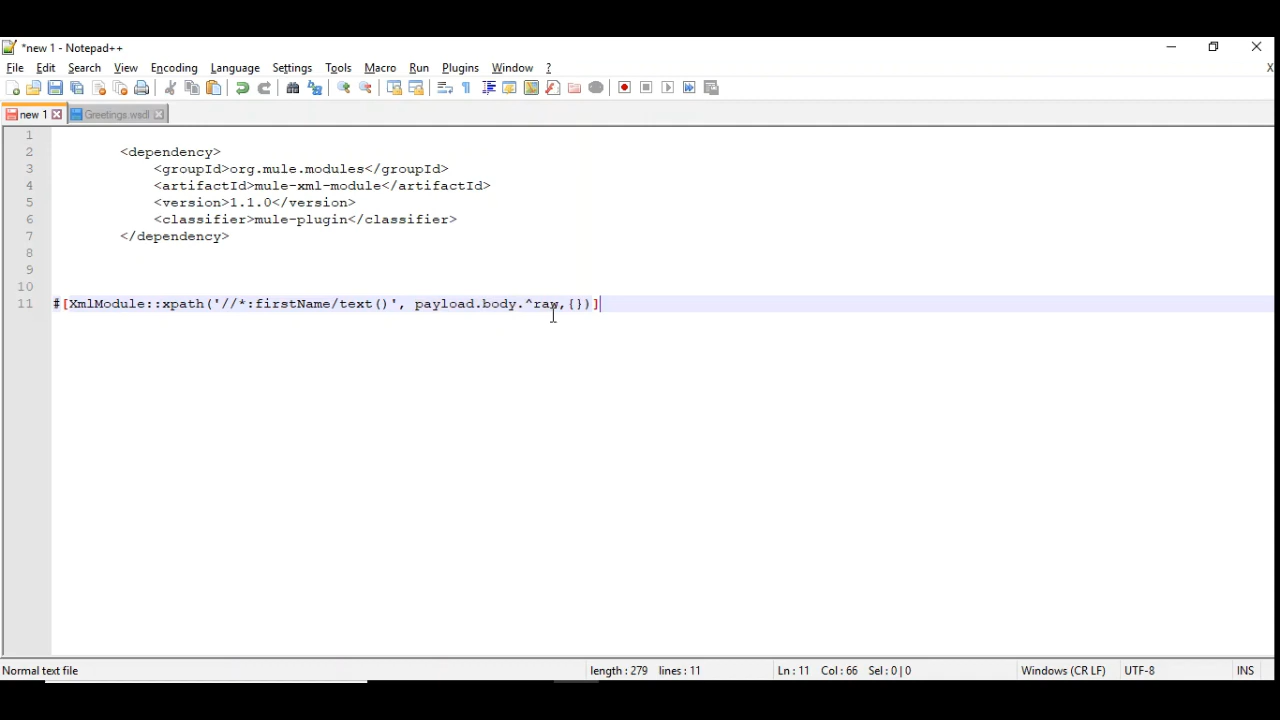 *new 1 - Notepad++
File Edit Search View Encoding Language Settings Tools Macro Run Plugins Window ? X
new 1 Greetings.wsdl
1
2 <dependency>
3 <groupId>org.mule.modules</groupId>
4 <artifactId>mule-xml-module</artifactId>
5 <version>1.1.0</version>
6 <classifier>mule-plugin</classifier>
7 </dependency>
8
9
10
11 #[XmlModule::xpath('//*:firstName/text()', payload.body.^raw,{})]
Normal text file length : 279 lines : 11 Ln : 11 Col : 66 Sel : 0 | 0 Windows (CR LF) UTF-8 INS